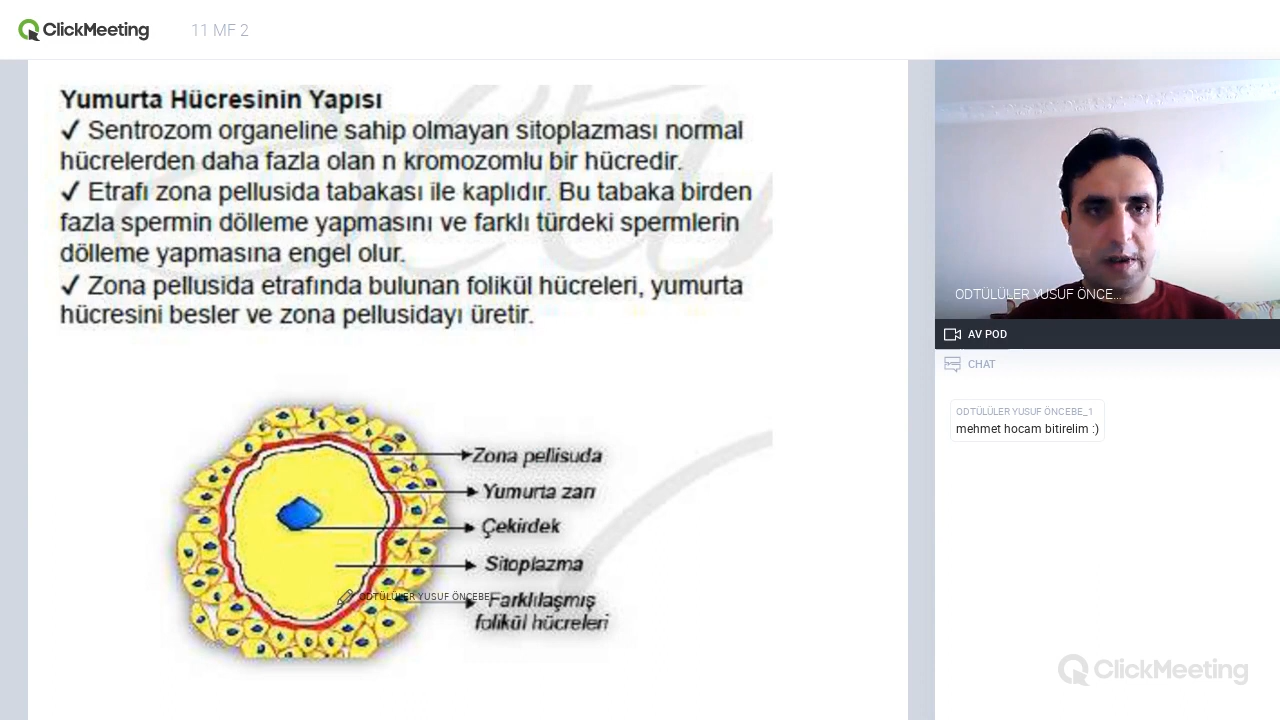 ClickMeeting
11 MF 2
Yumurta Hücresinin Yapısı
✓ Sentrozom organeline sahip olmayan sitoplazması normal
hücrelerden daha fazla olan n kromozomlu bir hücredir.
✓ Etrafı zona pellusida tabakası ile kaplıdır. Bu tabaka birden
fazla spermin dölleme yapmasını ve farklı türdeki spermlerin
dölleme yapmasına engel olur.
✓ Zona pellusida etrafında bulunan folikül hücreleri, yumurta
hücresini besler ve zona pellusidayı üretir.
Zona pellisuda
Yumurta zarı
Çekirdek
Sitoplazma
Farklılaşmış
folikül hücreleri
ODTÜLÜLER YUSUF ÖNCEBE
ODTÜLÜLER YUSUF ÖNCE...
AV POD
CHAT
ODTÜLÜLER YUSUF ÖNCEBE_1
mehmet hocam bitirelim :)
ClickMeeting